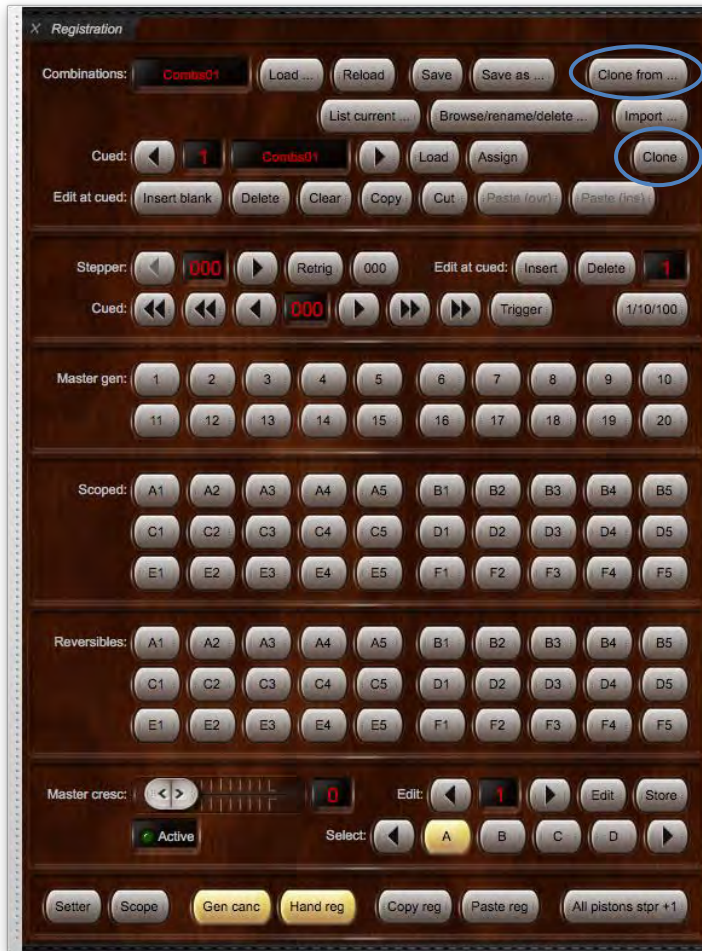 X Registration
Combinations: Combs01 Load ... Reload Save Save as ... Clone from ...
List current ... Browse/rename/delete ... Import ...
Cued: 1 Combs01 Load Assign Clone
Edit at cued: Insert blank Delete Clear Copy Cut Paste (ovr) Paste (ins)
Stepper: 000 Retrig 000 Edit at cued: Insert Delete 1
Cued: 000 Trigger 1/10/100
Master gen: 1 2 3 4 5 6 7 8 9 10
11 12 13 14 15 16 17 18 19 20
Scoped: A1 A2 A3 A4 A5 B1 B2 B3 B4 B5
C1 C2 C3 C4 C5 D1 D2 D3 D4 D5
E1 E2 E3 E4 E5 F1 F2 F3 F4 F5
Reversibles: A1 A2 A3 A4 A5 B1 B2 B3 B4 B5
C1 C2 C3 C4 C5 D1 D2 D3 D4 D5
E1 E2 E3 E4 E5 F1 F2 F3 F4 F5
Master cresc: 0 Edit: 1 Edit Store
Active Select: A B C D
Setter Scope Gen canc Hand reg Copy reg Paste reg All pistons stpr +1